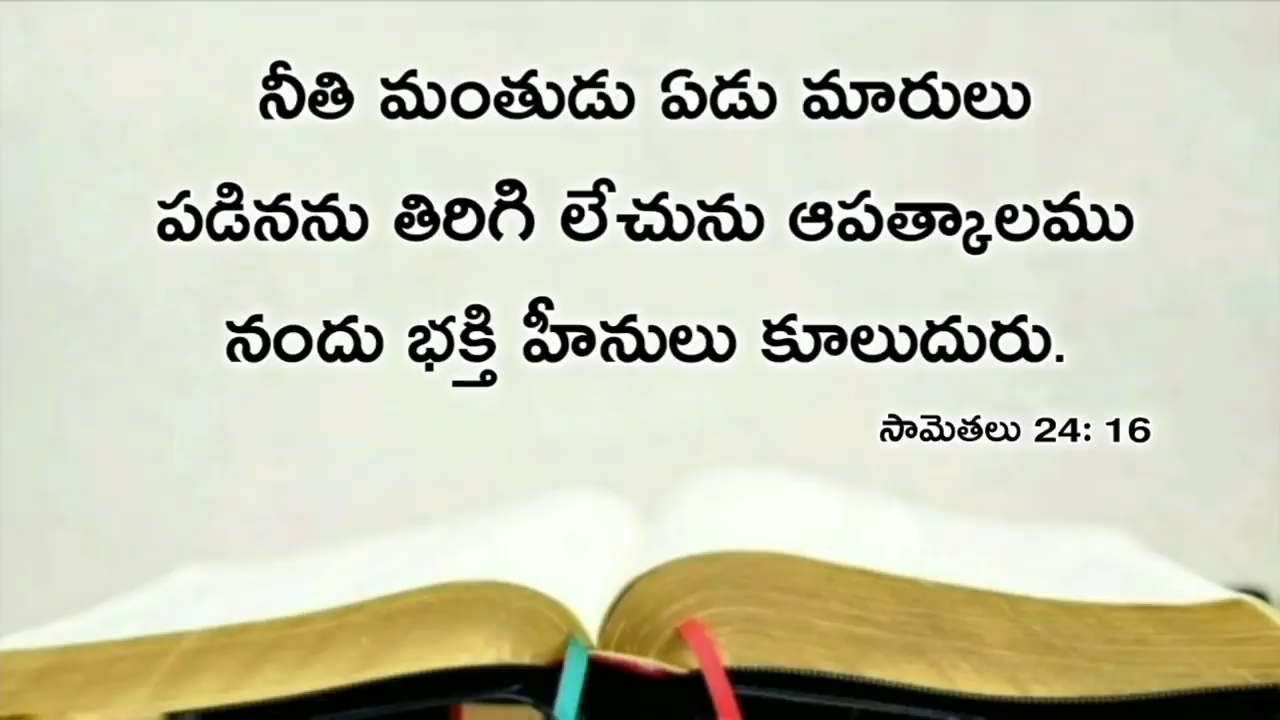 నీతి మంతుడు ఏడు మారులు
పడినను తిరిగి లేచును ఆపత్కాలము
నందు భక్తి హీనులు కూలుదురు.
సామెతలు 24: 16